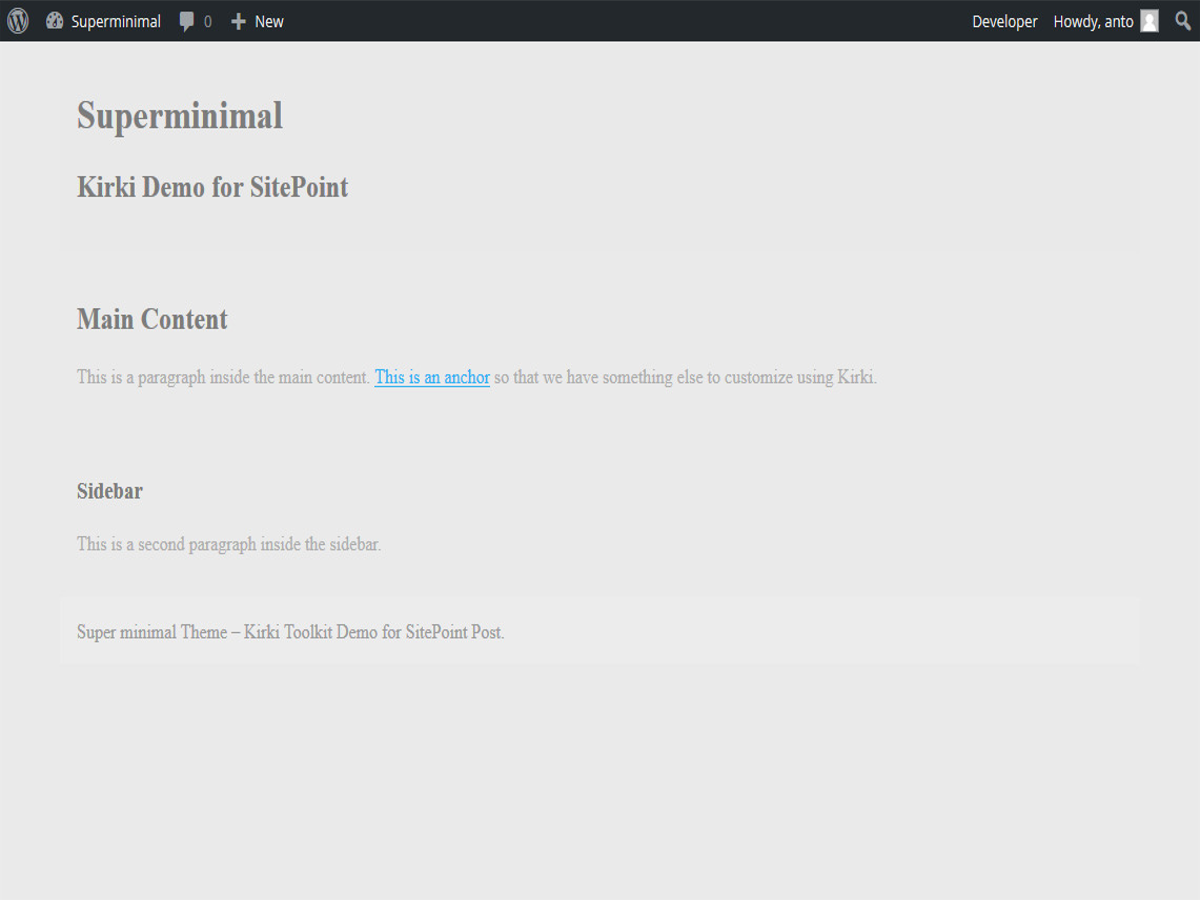 Superminimal 0 New Developer Howdy, anto
Superminimal
Kirki Demo for SitePoint
Main Content
This is a paragraph inside the main content. This is an anchor so that we have something else to customize using Kirki.
Sidebar
This is a second paragraph inside the sidebar.
Super minimal Theme – Kirki Toolkit Demo for SitePoint Post.